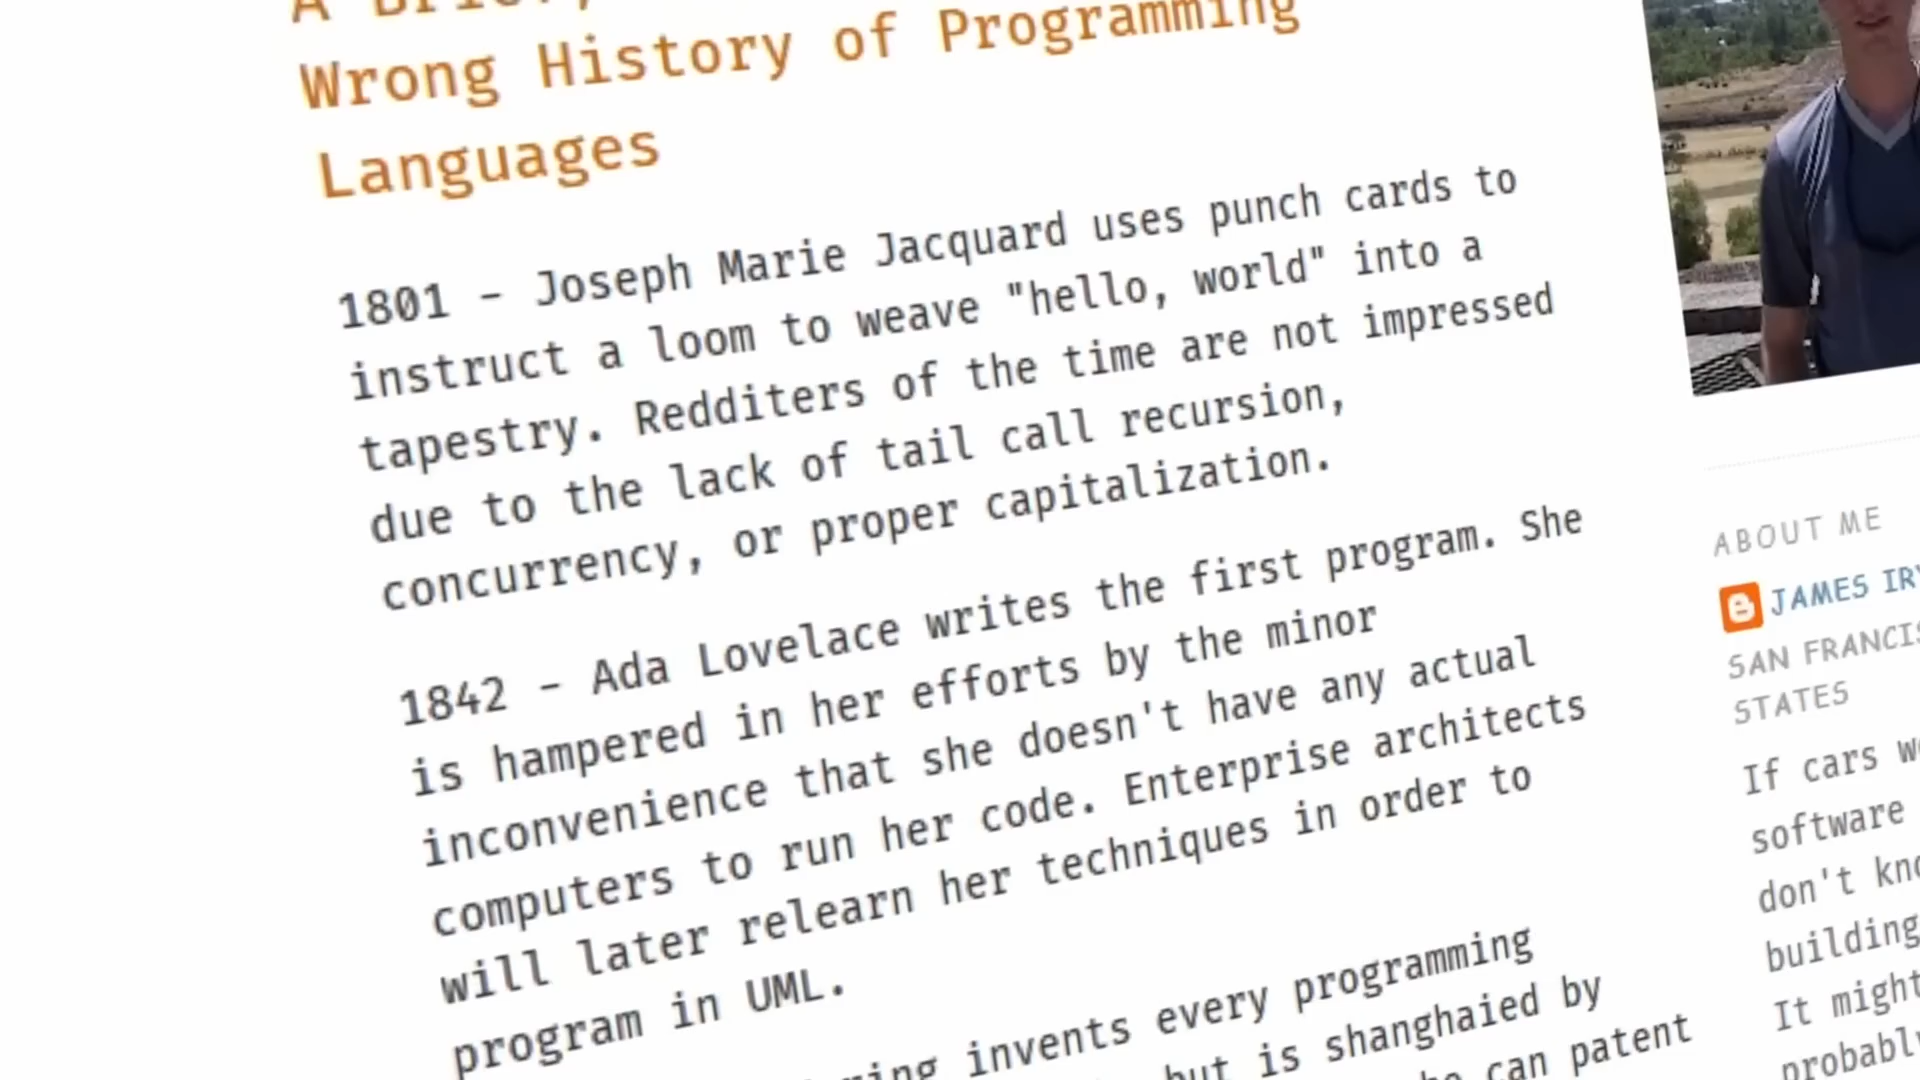 Wrong History of Programming
Languages
1801 - Joseph Marie Jacquard uses punch cards to
instruct a loom to weave "hello, world" into a
tapestry. Redditers of the time are not impressed
due to the lack of tail call recursion,
concurrency, or proper capitalization.
1842 - Ada Lovelace writes the first program. She
is hampered in her efforts by the minor
inconvenience that she doesn't have any actual
computers to run her code. Enterprise architects
will later relearn her techniques in order to
program in UML.
invents every programming
but is shanghaied by
can patent
ABOUT ME
JAMES
SAN
STATES
If cars
software
don't
building
It might